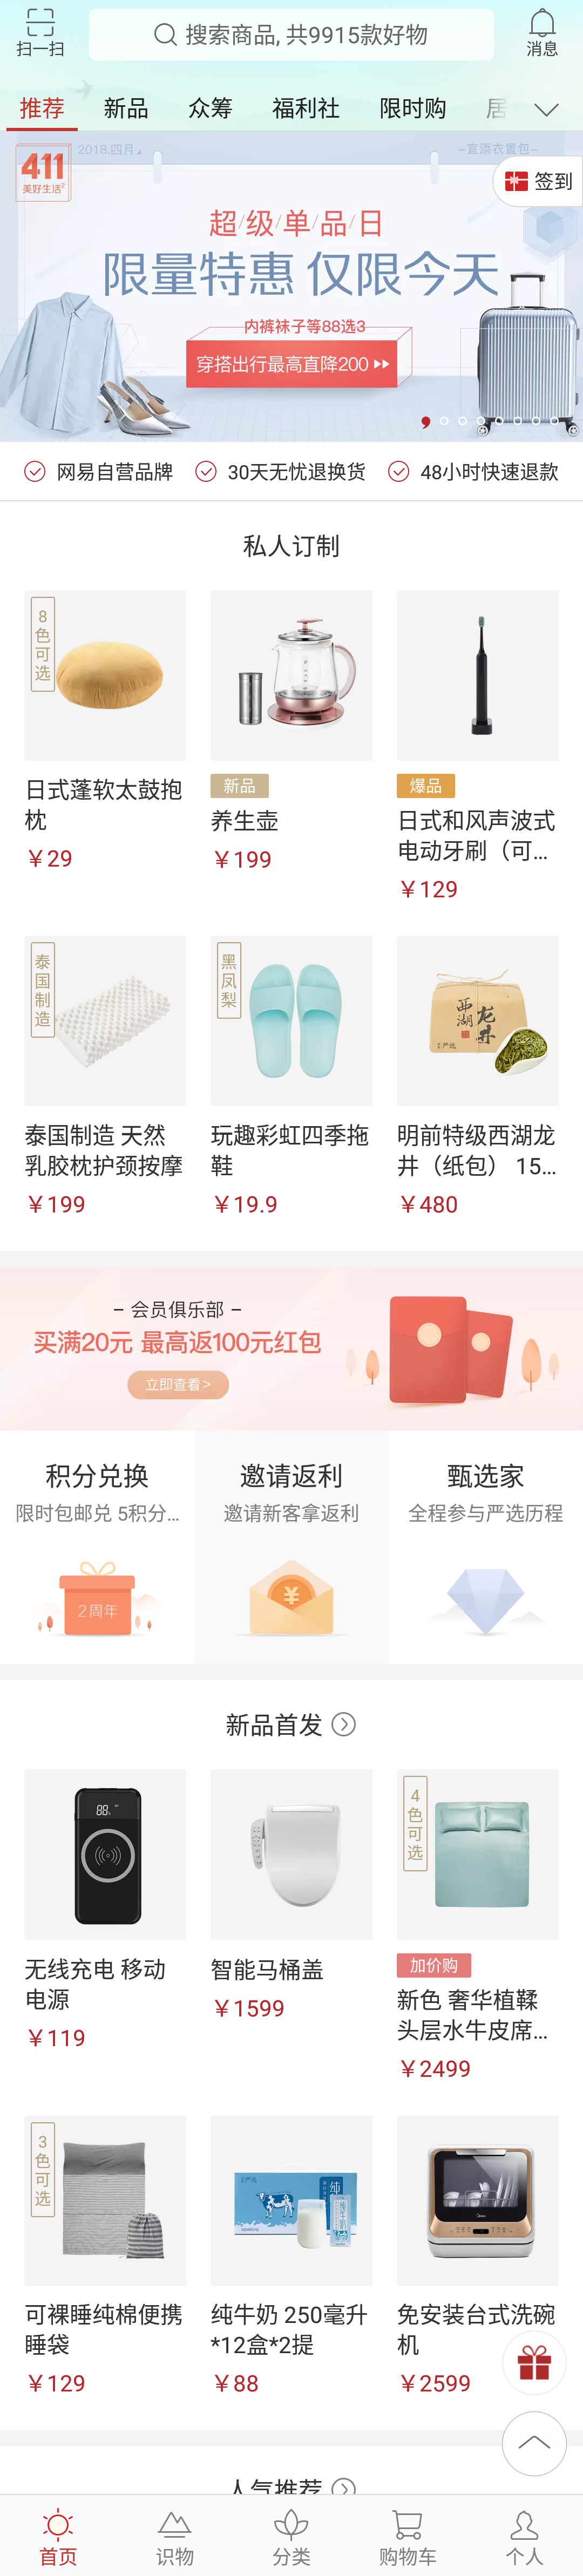 扫一扫
搜索商品, 共9915款好物
消息
推荐 新品 众筹 福利社 限时购 居
411
美好生活²
2018.四月
签到
超/级/单/品/日
限量特惠 仅限今天
内裤袜子等88选3
穿搭出行最高直降200
网易自营品牌 30天无忧退换货 48小时快速退款
私人订制
8色可选
日式蓬软太鼓抱
枕
￥29
新品
养生壶
￥199
爆品
日式和风声波式
电动牙刷（可...
￥129
泰国制造
泰国制造 天然
乳胶枕护颈按摩
￥199
黑凤梨
玩趣彩虹四季拖
鞋
￥19.9
西湖
龙井
严选
明前特级西湖龙
井（纸包） 15...
￥480
– 会员俱乐部 –
买满20元 最高返100元红包
立即查看>
积分兑换
限时包邮兑 5积分...
2周年
邀请返利
邀请新客拿返利
¥
甄选家
全程参与严选历程
新品首发
88
无线充电 移动
电源
￥119
智能马桶盖
￥1599
4色可选
加价购
新色 奢华植鞣
头层水牛皮席...
￥2499
3色可选
可裸睡纯棉便携
睡袋
￥129
纯牛奶 250毫升
*12盒*2提
￥88
Midea
免安装台式洗碗
机
￥2599
人气推荐
首页 识物 分类 购物车 个人